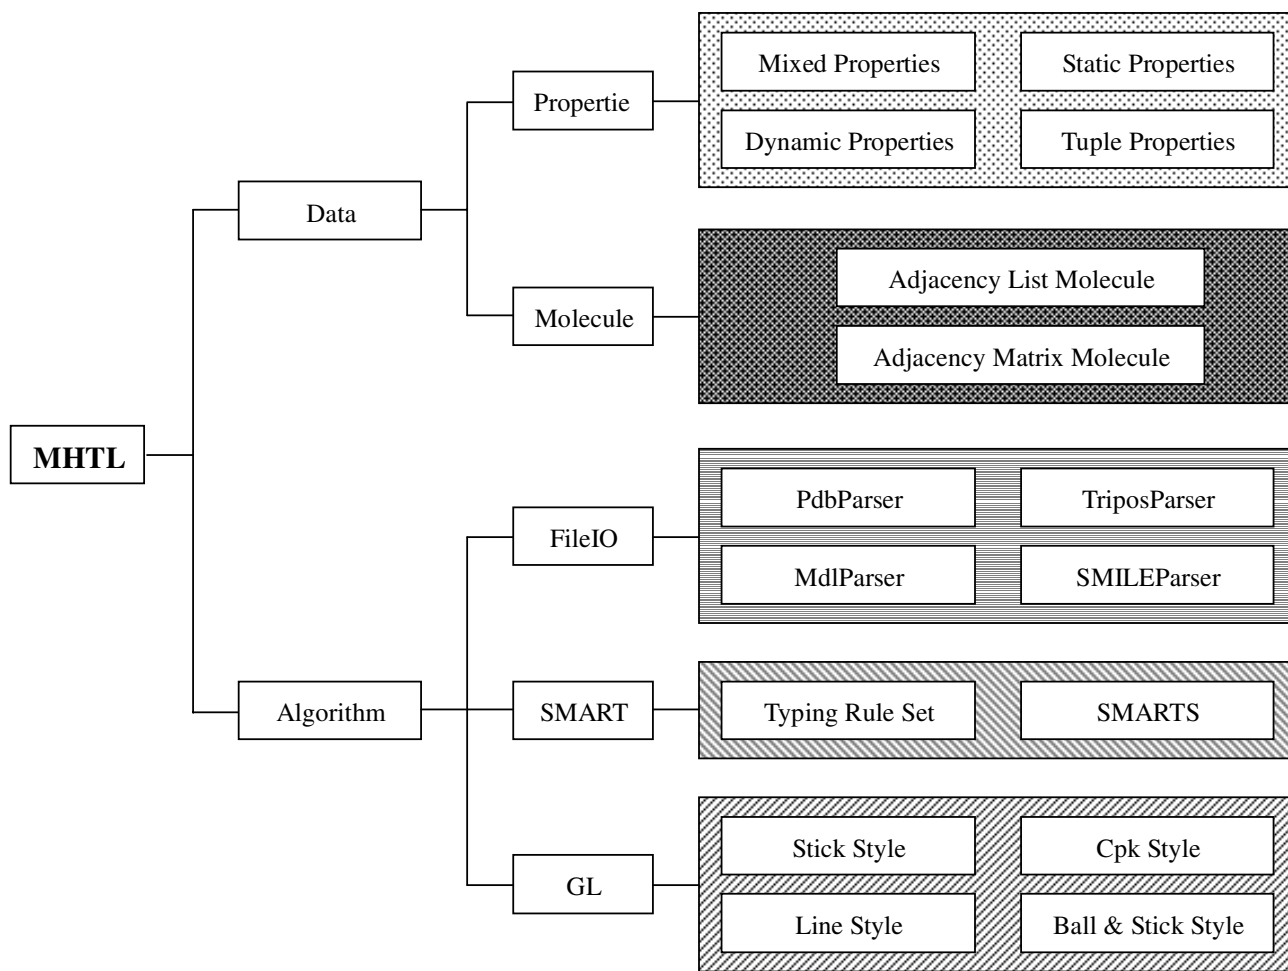 MHTL
Data
Propertie
Mixed Properties
Static Properties
Dynamic Properties
Tuple Properties
Molecule
Adjacency List Molecule
Adjacency Matrix Molecule
Algorithm
FileIO
PdbParser
TriposParser
MdlParser
SMILEParser
SMART
Typing Rule Set
SMARTS
GL
Stick Style
Cpk Style
Line Style
Ball & Stick Style